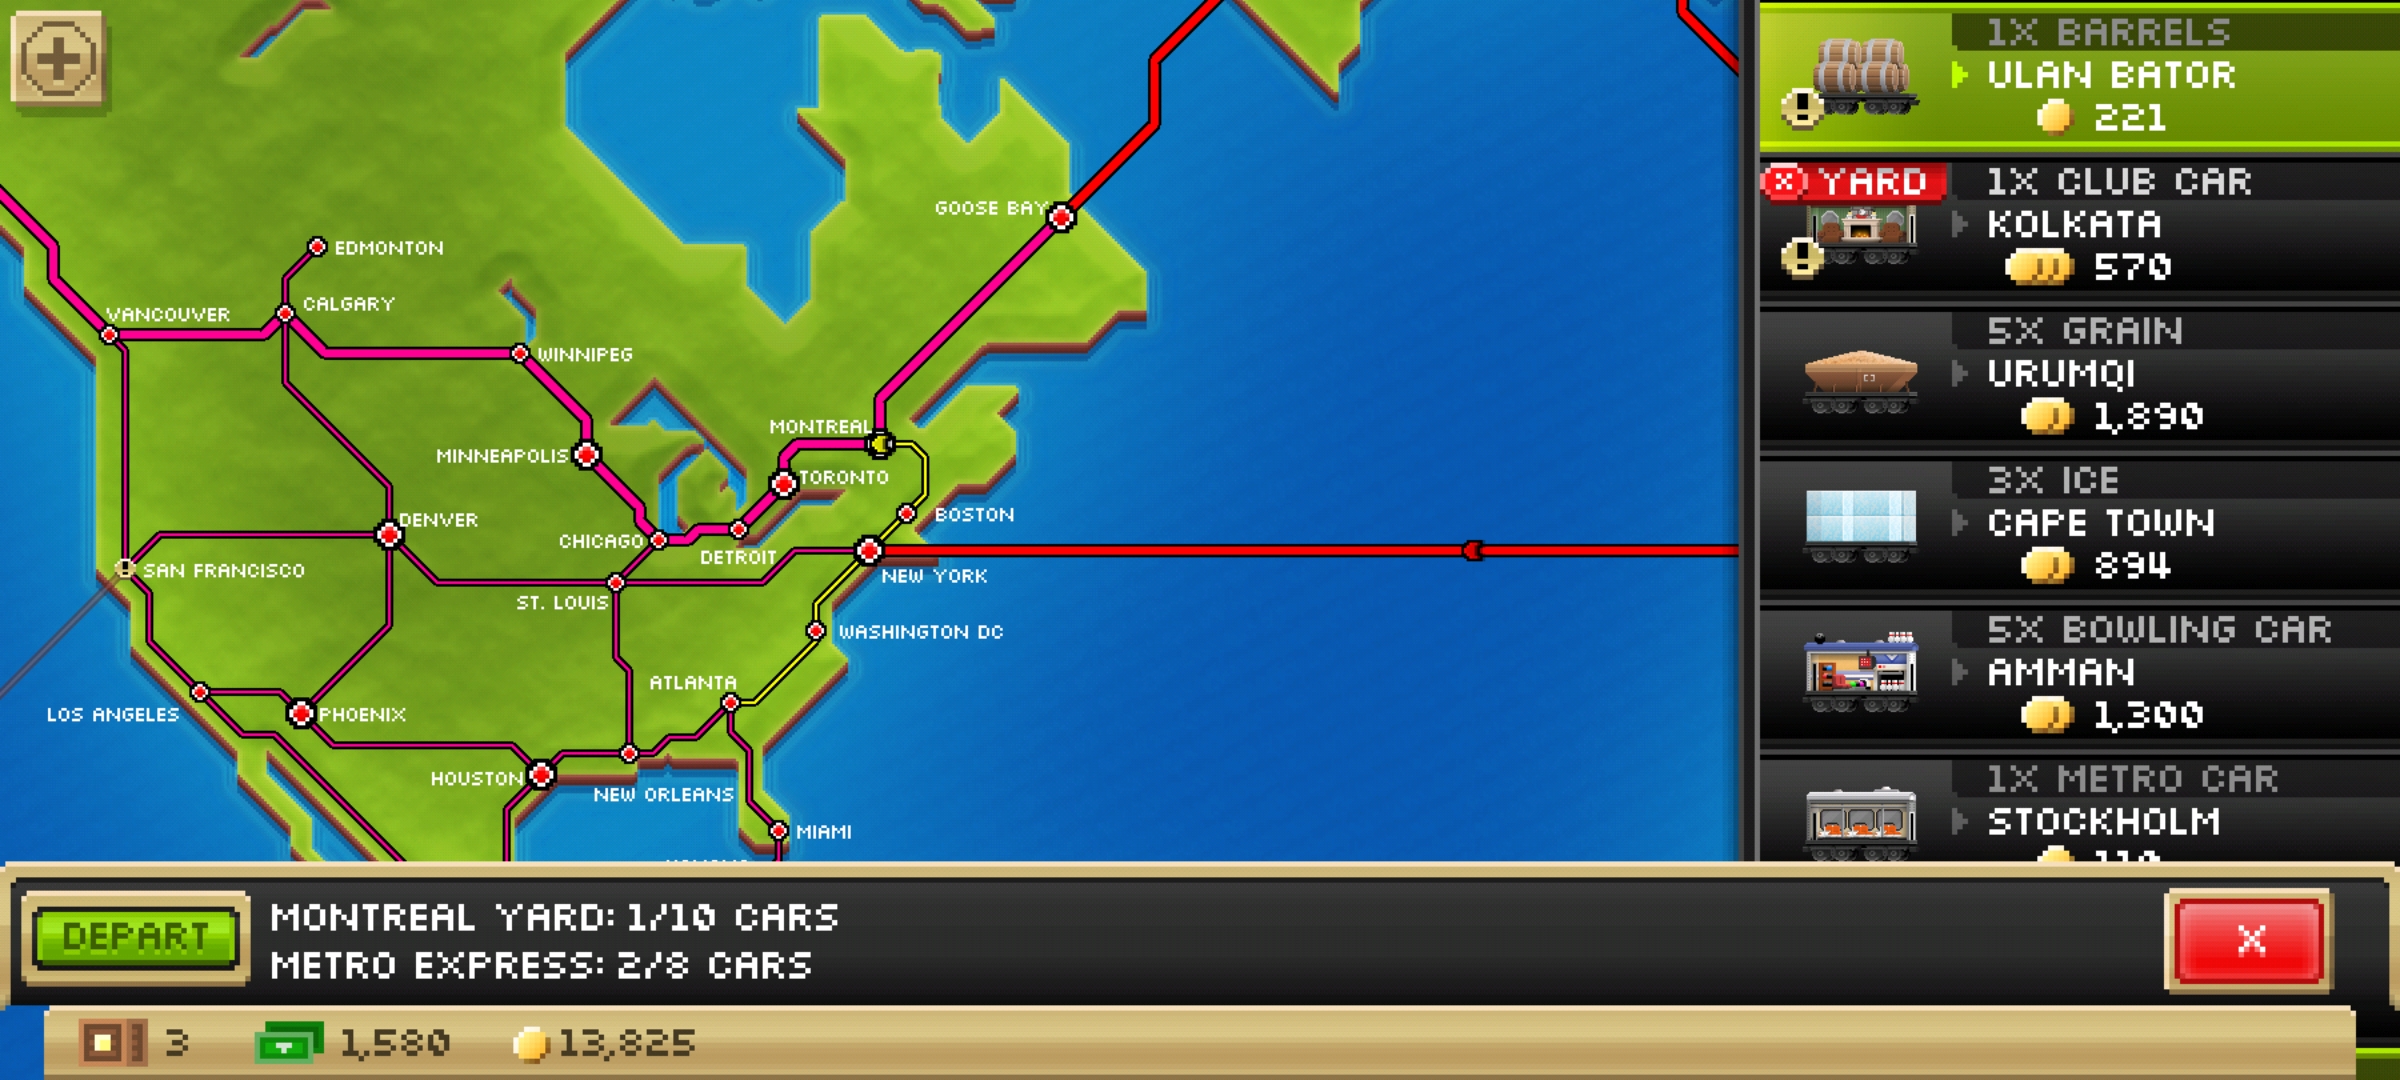 GOOSE BAY
EDMONTON
VANCOUVER
CALGARY
WINNIPEG
MONTREAL
MINNEAPOLIS
TORONTO
BOSTON
DENVER
CHICAGO
DETROIT
SAN FRANCISCO
NEW YORK
ST. LOUIS
WASHINGTON DC
ATLANTA
LOS ANGELES
PHOENIX
HOUSTON
NEW ORLEANS
MIAMI
1X BARRELS
ULAN BATOR
221
YARD
1X CLUB CAR
KOLKATA
570
5X GRAIN
URUMQI
1,890
3X ICE
CAPE TOWN
894
5X BOWLING CAR
AMMAN
1,300
1X METRO CAR
STOCKHOLM
DEPART
MONTREAL YARD: 1/10 CARS
METRO EXPRESS: 2/8 CARS
X
3
1,580
13,825